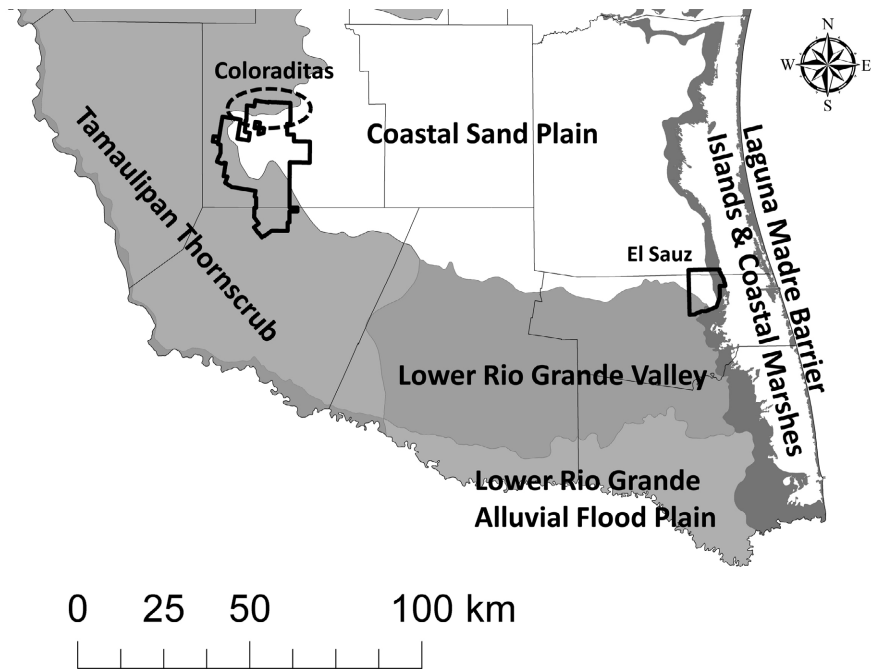 N
W E
S
Coloraditas
Coastal Sand Plain
Tamaulipan Thornscrub
Laguna Madre Barrier
Islands & Coastal Marshes
El Sauz
Lower Rio Grande Valley
Lower Rio Grande
Alluvial Flood Plain
0 25 50 100 km